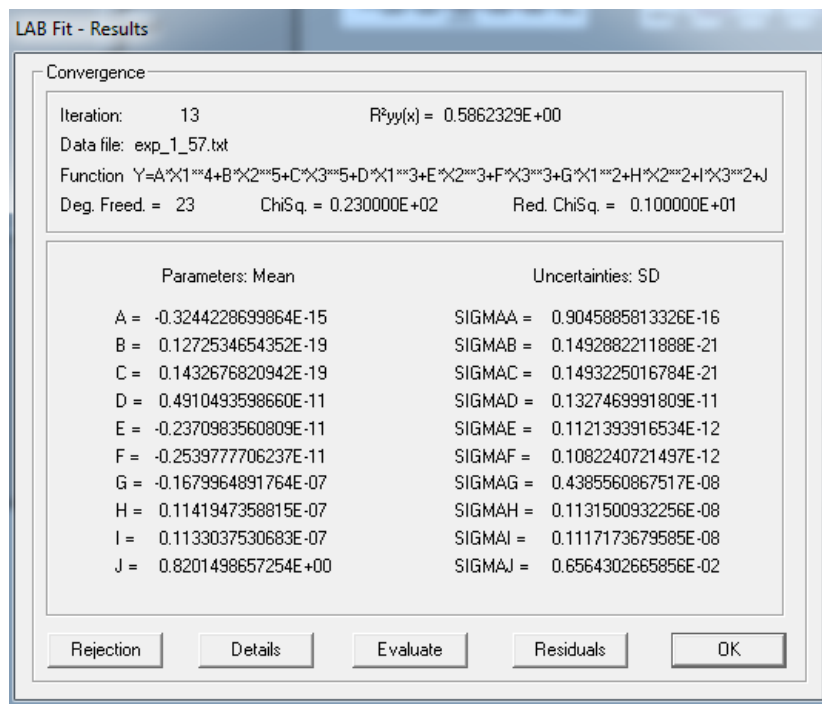 LAB Fit - Results
Convergence
Iteration: 13 R²yy(x) = 0.5862329E+00
Data file: exp_1_57.txt
Function Y=A*X1**4+B*X2**5+C*X3**5+D*X1**3+E*X2**3+F*X3**3+G*X1**2+H*X2**2+I*X3**2+J
Deg. Freed. = 23 ChiSq. = 0.230000E+02 Red. ChiSq. = 0.100000E+01
Parameters: Mean Uncertainties: SD
A = -0.3244228699864E-15 SIGMAA = 0.9045885813326E-16
B = 0.1272534654352E-19 SIGMAB = 0.1492882211888E-21
C = 0.1432676820942E-19 SIGMAC = 0.1493225016784E-21
D = 0.4910493598660E-11 SIGMAD = 0.1327469991809E-11
E = -0.2370983560809E-11 SIGMAE = 0.1121393916534E-12
F = -0.2539777706237E-11 SIGMAF = 0.1082240721497E-12
G = -0.1679964891764E-07 SIGMAG = 0.4385560867517E-08
H = 0.1141947358815E-07 SIGMAH = 0.1131500932256E-08
I = 0.1133037530683E-07 SIGMAI = 0.1117173679585E-08
J = 0.8201498657254E+00 SIGMAJ = 0.6564302665856E-02
Rejection Details Evaluate Residuals OK